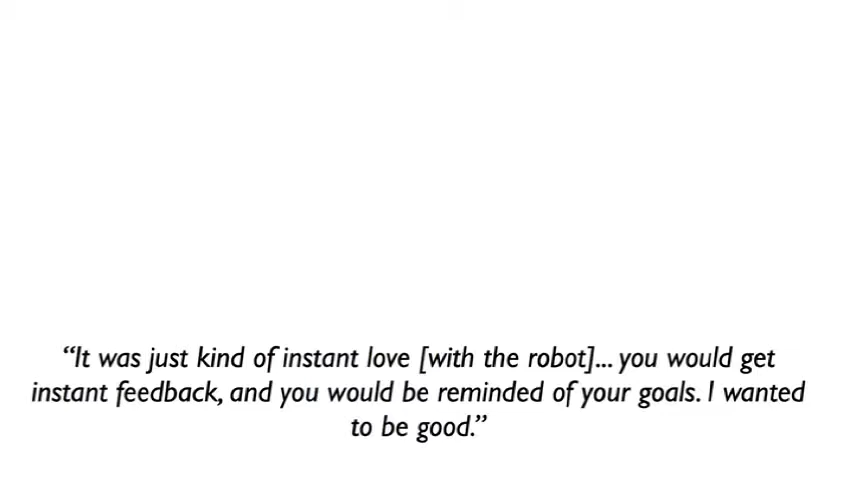 “It was just kind of instant love [with the robot]... you would get
instant feedback, and you would be reminded of your goals. I wanted
to be good.”